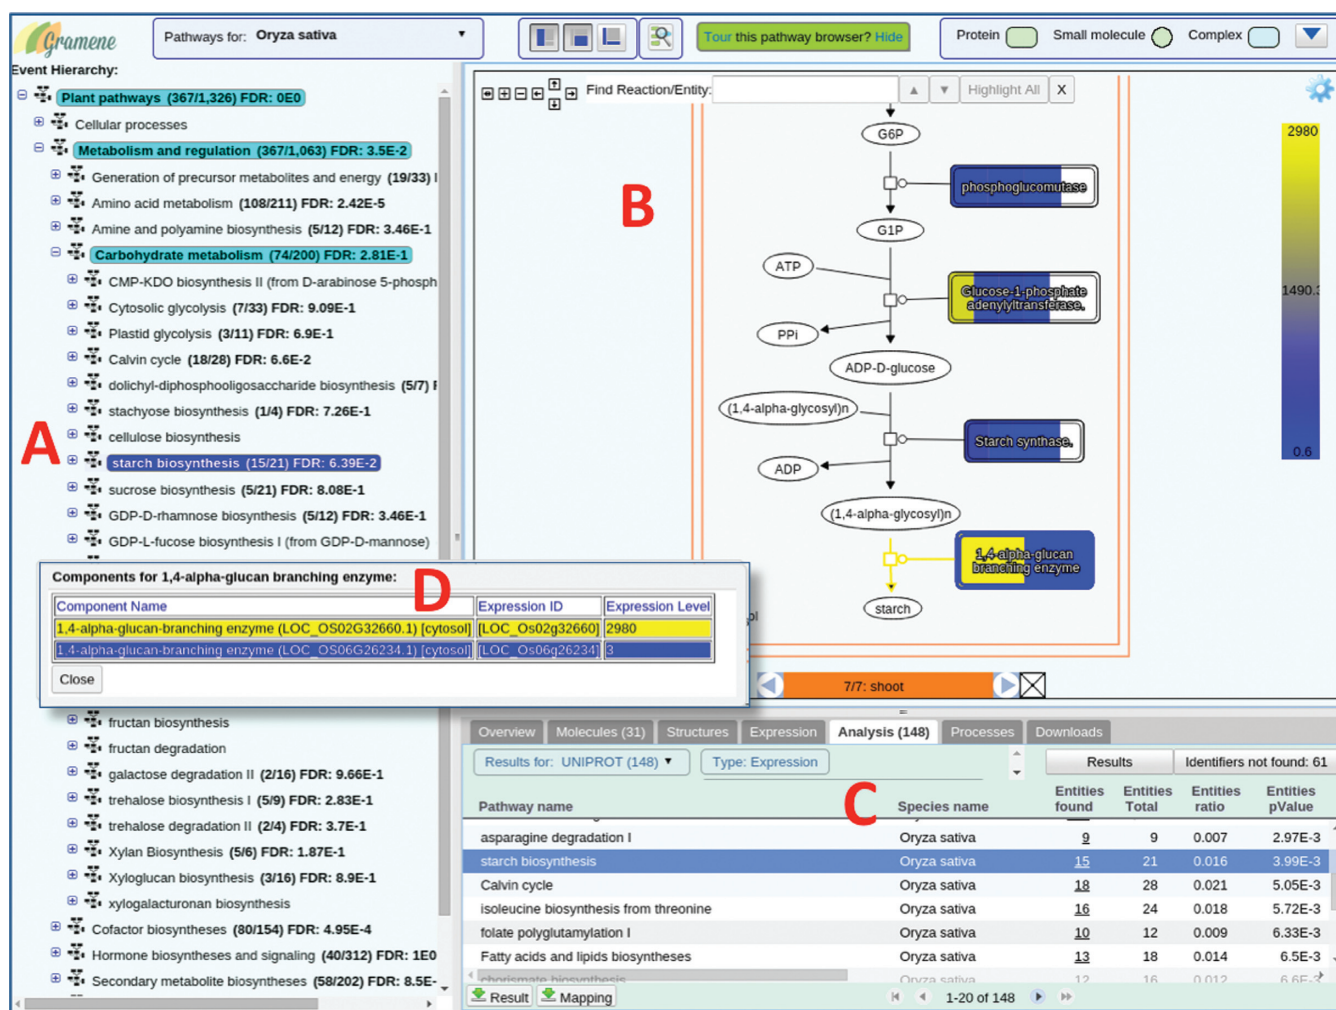 Gramene
Pathways for: Oryza sativa
Tour this pathway browser? Hide
Protein
Small molecule
Complex
Event Hierarchy:
Plant pathways (367/1,326) FDR: 0E0
Cellular processes
Metabolism and regulation (367/1,063) FDR: 3.5E-2
Generation of precursor metabolites and energy (19/33)
Amino acid metabolism (108/211) FDR: 2.42E-5
Amine and polyamine biosynthesis (5/12) FDR: 3.46E-1
Carbohydrate metabolism (74/200) FDR: 2.81E-1
CMP-KDO biosynthesis II (from D-arabinose 5-phosph
Cytosolic glycolysis (7/33) FDR: 9.09E-1
Plastid glycolysis (3/11) FDR: 6.9E-1
Calvin cycle (18/28) FDR: 6.6E-2
dolichyl-diphosphooligosaccharide biosynthesis (5/7) F
stachyose biosynthesis (1/4) FDR: 7.26E-1
cellulose biosynthesis
A
starch biosynthesis (15/21) FDR: 6.39E-2
sucrose biosynthesis (5/21) FDR: 8.08E-1
GDP-D-rhamnose biosynthesis (5/12) FDR: 3.46E-1
GDP-L-fucose biosynthesis I (from GDP-D-mannose)
Find Reaction/Entity:
Highlight All
X
B
G6P
phosphoglucomutase
G1P
ATP
Glucose-1-phosphate
adenylyltransferase.
PPi
ADP-D-glucose
(1,4-alpha-glycosyl)n
Starch synthase.
ADP
(1,4-alpha-glycosyl)n
1,4-alpha-glucan
branching enzyme
starch
2980
1490.3
0.6
Components for 1,4-alpha-glucan branching enzyme:
D
Component Name Expression ID Expression Level
1,4-alpha-glucan-branching enzyme (LOC_OS02G32660.1) [cytosol] [LOC_Os02g32660] 2980
1,4-alpha-glucan-branching enzyme (LOC_OS06G26234.1) [cytosol] [LOC_Os06g26234] 3
Close
7/7: shoot
fructan biosynthesis
fructan degradation
galactose degradation II (2/16) FDR: 9.66E-1
trehalose biosynthesis I (5/9) FDR: 2.83E-1
trehalose degradation II (2/4) FDR: 3.7E-1
Xylan Biosynthesis (5/6) FDR: 1.87E-1
Xyloglucan biosynthesis (3/16) FDR: 8.9E-1
xylogalacturonan biosynthesis
Cofactor biosyntheses (80/154) FDR: 4.95E-4
Hormone biosyntheses and signaling (40/312) FDR: 1E0
Secondary metabolite biosyntheses (58/202) FDR: 8.5E-
Overview Molecules (31) Structures Expression Analysis (148) Processes Downloads
Results for: UNIPROT (148) Type: Expression Results Identifiers not found: 61
C
Pathway name Species name Entities found Entities Total Entities ratio Entities pValue
asparagine degradation I Oryza sativa 9 9 0.007 2.97E-3
starch biosynthesis Oryza sativa 15 21 0.016 3.99E-3
Calvin cycle Oryza sativa 18 28 0.021 5.05E-3
isoleucine biosynthesis from threonine Oryza sativa 16 24 0.018 5.72E-3
folate polyglutamylation I Oryza sativa 10 12 0.009 6.33E-3
Fatty acids and lipids biosyntheses Oryza sativa 13 18 0.014 6.5E-3
chorismate biosynthesis Oryza sativa 12 16 0.012 6.6E-3
Result Mapping 1-20 of 148